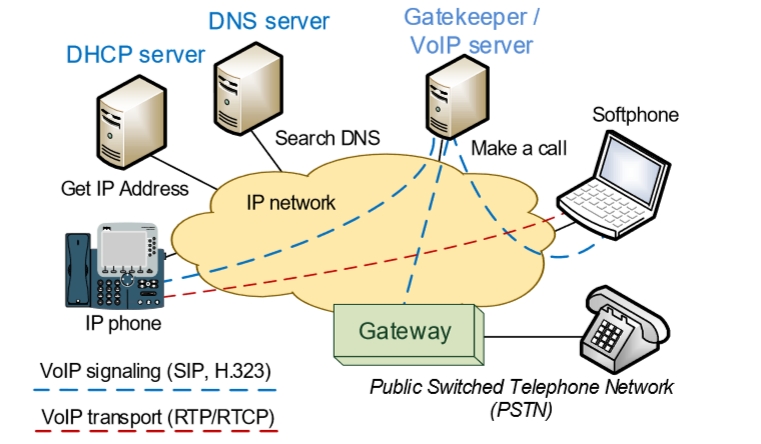 DNS server
Gatekeeper /
VoIP server
DHCP server
Softphone
Search DNS
Make a call
Get IP Address
IP network
IP phone
Gateway
VoIP signaling (SIP, H.323)
Public Switched Telephone Network
(PSTN)
VoIP transport (RTP/RTCP)